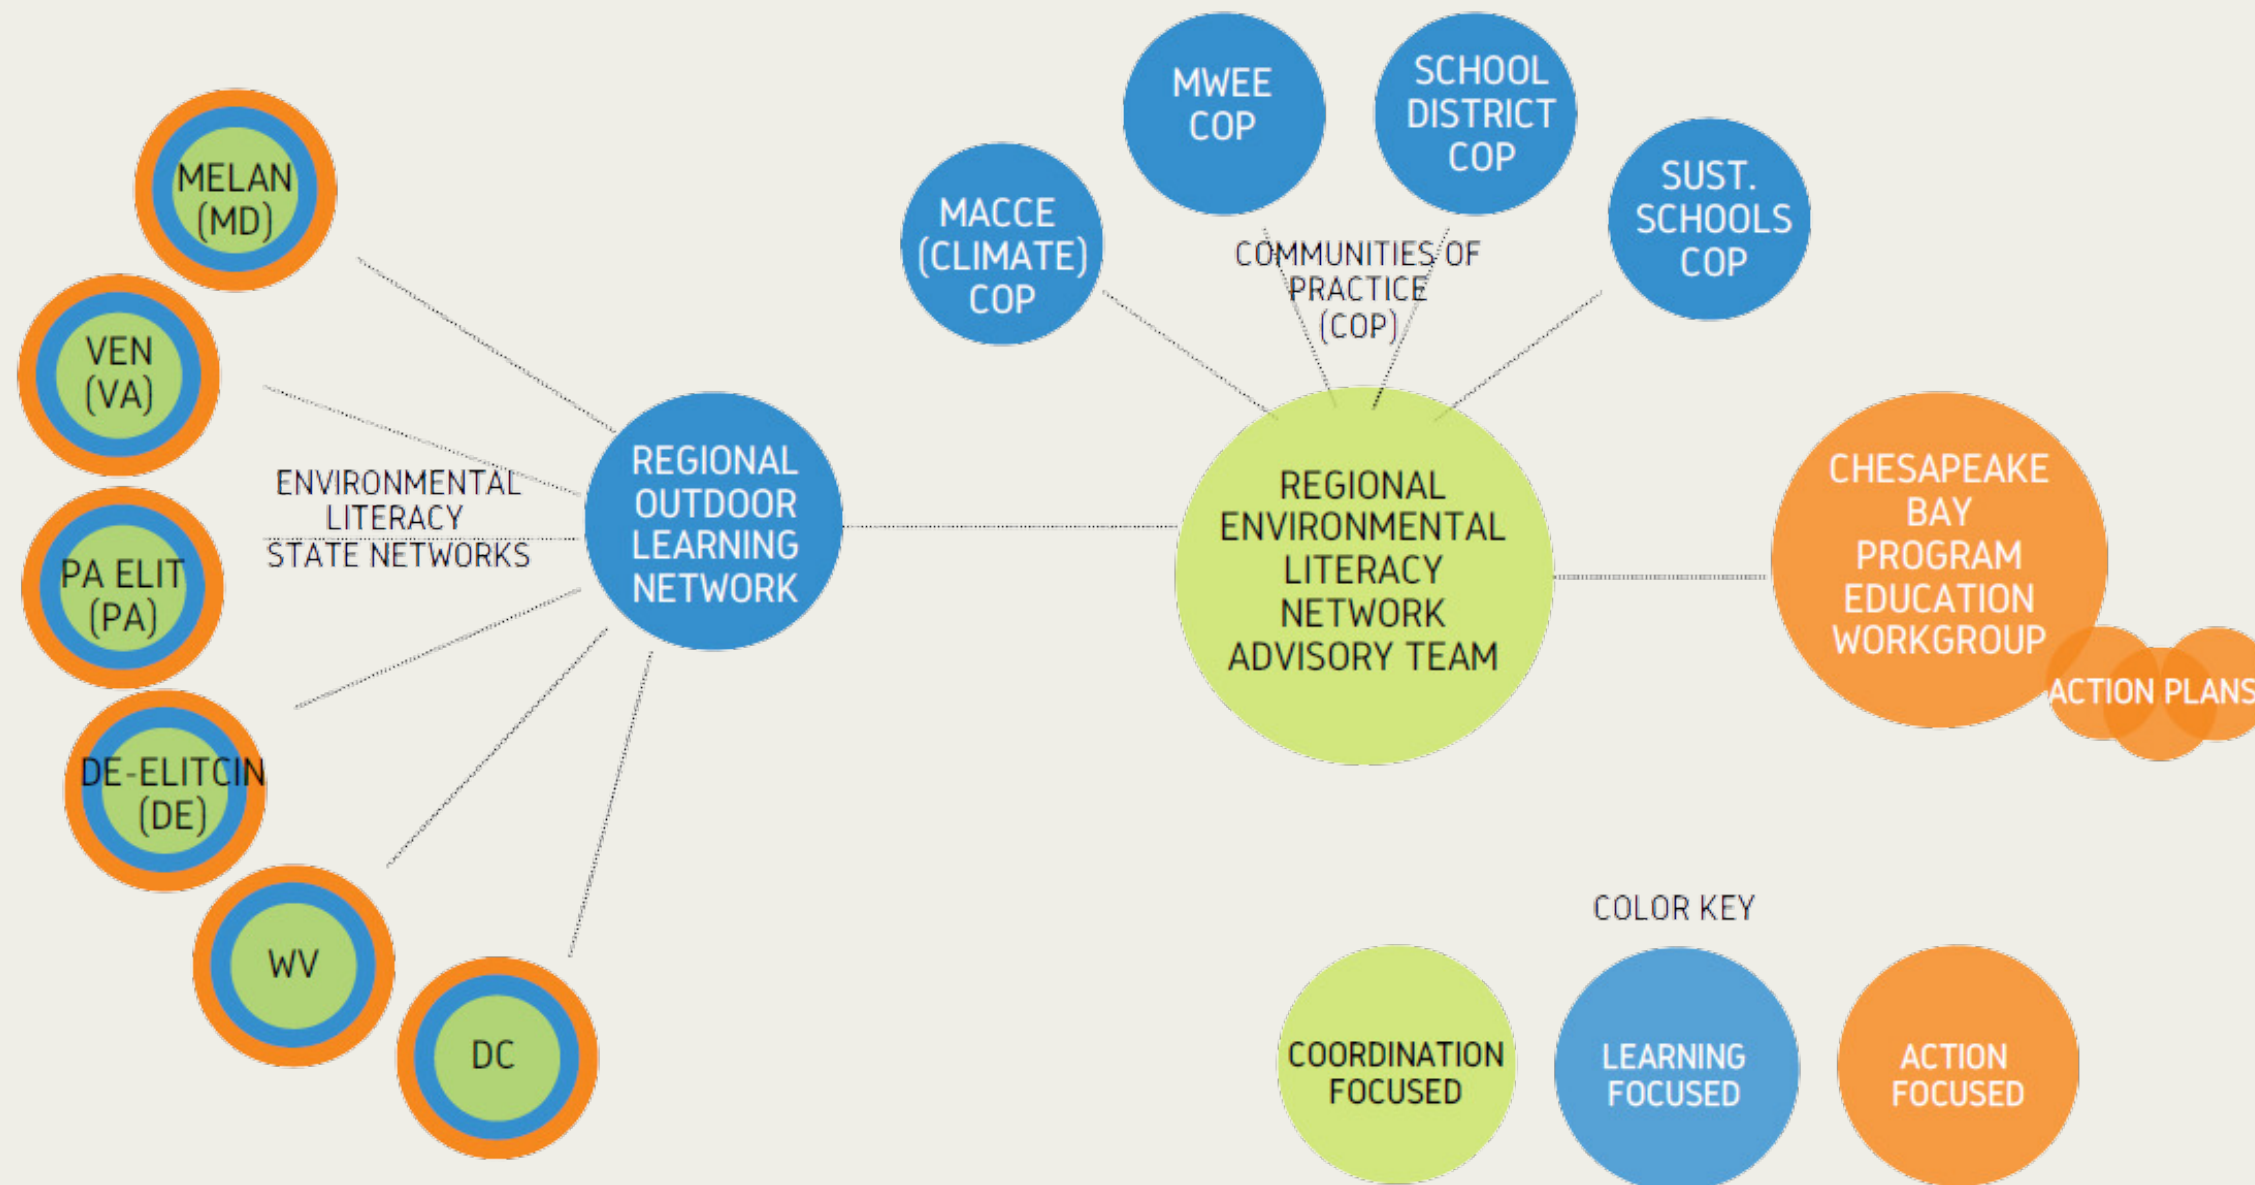 MELAN
(MD)
VEN
(VA)
PA ELIT
(PA)
DE-ELITCIN
(DE)
WV
DC
ENVIRONMENTAL
LITERACY
STATE NETWORKS
REGIONAL
OUTDOOR
LEARNING
NETWORK
MACCE
(CLIMATE)
COP
MWEE
COP
SCHOOL
DISTRICT
COP
SUST.
SCHOOLS
COP
COMMUNITIES OF
PRACTICE
(COP)
REGIONAL
ENVIRONMENTAL
LITERACY
NETWORK
ADVISORY TEAM
CHESAPEAKE
BAY
PROGRAM
EDUCATION
WORKGROUP
ACTION PLANS
COLOR KEY
COORDINATION
FOCUSED
LEARNING
FOCUSED
ACTION
FOCUSED